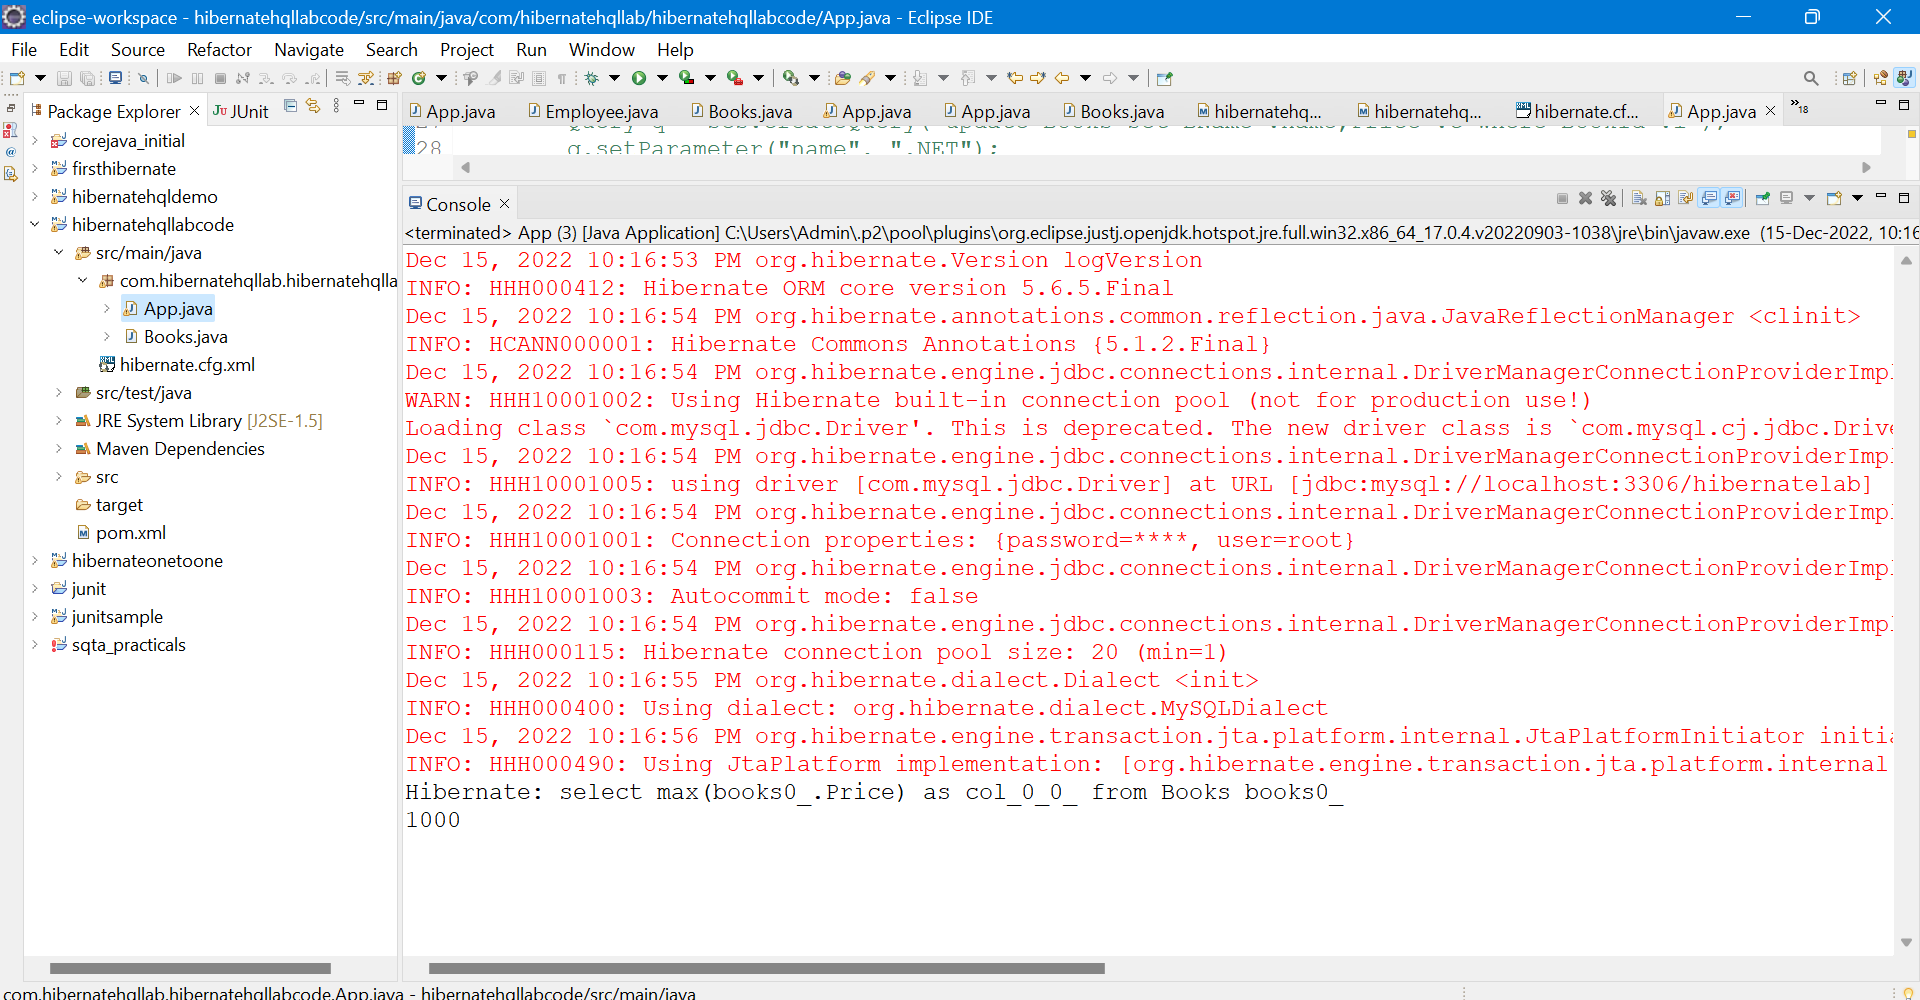 eclipse-workspace - hibernatehqllabcode/src/main/java/com/hibernatehqllab/hibernatehqllabcode/App.java - Eclipse IDE
File Edit Source Refactor Navigate Search Project Run Window Help
Package Explorer JUnit
corejava_initial
firsthibernate
hibernatehqldemo
hibernatehqllabcode
src/main/java
com.hibernatehqllab.hibernatehqlla
App.java
Books.java
hibernate.cfg.xml
src/test/java
JRE System Library [J2SE-1.5]
Maven Dependencies
src
target
pom.xml
hibernateonetoone
junit
junitsample
sqta_practicals
App.java Employee.java Books.java App.java App.java Books.java hibernatehq... hibernatehq... hibernate.cf... App.java »18
28 q.setParameter("name", ".NET");
Console
<terminated> App (3) [Java Application] C:\Users\Admin\.p2\pool\plugins\org.eclipse.justj.openjdk.hotspot.jre.full.win32.x86_64_17.0.4.v20220903-1038\jre\bin\javaw.exe (15-Dec-2022, 10:16
Dec 15, 2022 10:16:53 PM org.hibernate.Version logVersion
INFO: HHH000412: Hibernate ORM core version 5.6.5.Final
Dec 15, 2022 10:16:54 PM org.hibernate.annotations.common.reflection.java.JavaReflectionManager <clinit>
INFO: HCANN000001: Hibernate Commons Annotations {5.1.2.Final}
Dec 15, 2022 10:16:54 PM org.hibernate.engine.jdbc.connections.internal.DriverManagerConnectionProviderImpl
WARN: HHH10001002: Using Hibernate built-in connection pool (not for production use!)
Loading class `com.mysql.jdbc.Driver'. This is deprecated. The new driver class is `com.mysql.cj.jdbc.Drive
Dec 15, 2022 10:16:54 PM org.hibernate.engine.jdbc.connections.internal.DriverManagerConnectionProviderImpl
INFO: HHH10001005: using driver [com.mysql.jdbc.Driver] at URL [jdbc:mysql://localhost:3306/hibernatelab]
Dec 15, 2022 10:16:54 PM org.hibernate.engine.jdbc.connections.internal.DriverManagerConnectionProviderImpl
INFO: HHH10001001: Connection properties: {password=****, user=root}
Dec 15, 2022 10:16:54 PM org.hibernate.engine.jdbc.connections.internal.DriverManagerConnectionProviderImpl
INFO: HHH10001003: Autocommit mode: false
Dec 15, 2022 10:16:54 PM org.hibernate.engine.jdbc.connections.internal.DriverManagerConnectionProviderImpl
INFO: HHH000115: Hibernate connection pool size: 20 (min=1)
Dec 15, 2022 10:16:55 PM org.hibernate.dialect.Dialect <init>
INFO: HHH000400: Using dialect: org.hibernate.dialect.MySQLDialect
Dec 15, 2022 10:16:56 PM org.hibernate.engine.transaction.jta.platform.internal.JtaPlatformInitiator initia
INFO: HHH000490: Using JtaPlatform implementation: [org.hibernate.engine.transaction.jta.platform.internal
Hibernate: select max(books0_.Price) as col_0_0_ from Books books0_
1000
com.hibernatehqllab.hibernatehqllabcode.App.java - hibernatehqllabcode/src/main/java